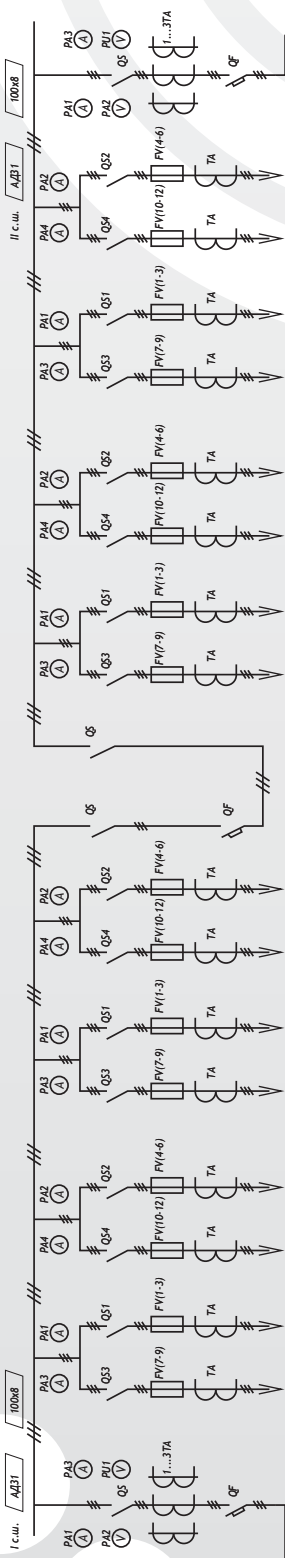 I с.ш.
АД31
100x8
PA1 PA3
A A
PA2 PU1
V V
QS
1...3TA
QF
PA3 PA1
A A
QS3 QS1
FV(7-9) FV(1-3)
TA TA
PA4 PA2
A A
QS4 QS2
FV(10-12) FV(4-6)
TA TA
PA3 PA1
A A
QS3 QS1
FV(7-9) FV(1-3)
TA TA
PA4 PA2
A A
QS4 QS2
FV(10-12) FV(4-6)
TA TA
QS
QF
QS
PA3 PA1
A A
QS3 QS1
FV(7-9) FV(1-3)
TA TA
PA4 PA2
A A
QS4 QS2
FV(10-12) FV(4-6)
TA TA
PA3 PA1
A A
QS3 QS1
FV(7-9) FV(1-3)
TA TA
II с.ш.
АД31
100x8
PA4 PA2
A A
QS4 QS2
FV(10-12) FV(4-6)
TA TA
PA1 PA3
A A
PA2 PU1
V V
QS
1...3TA
QF